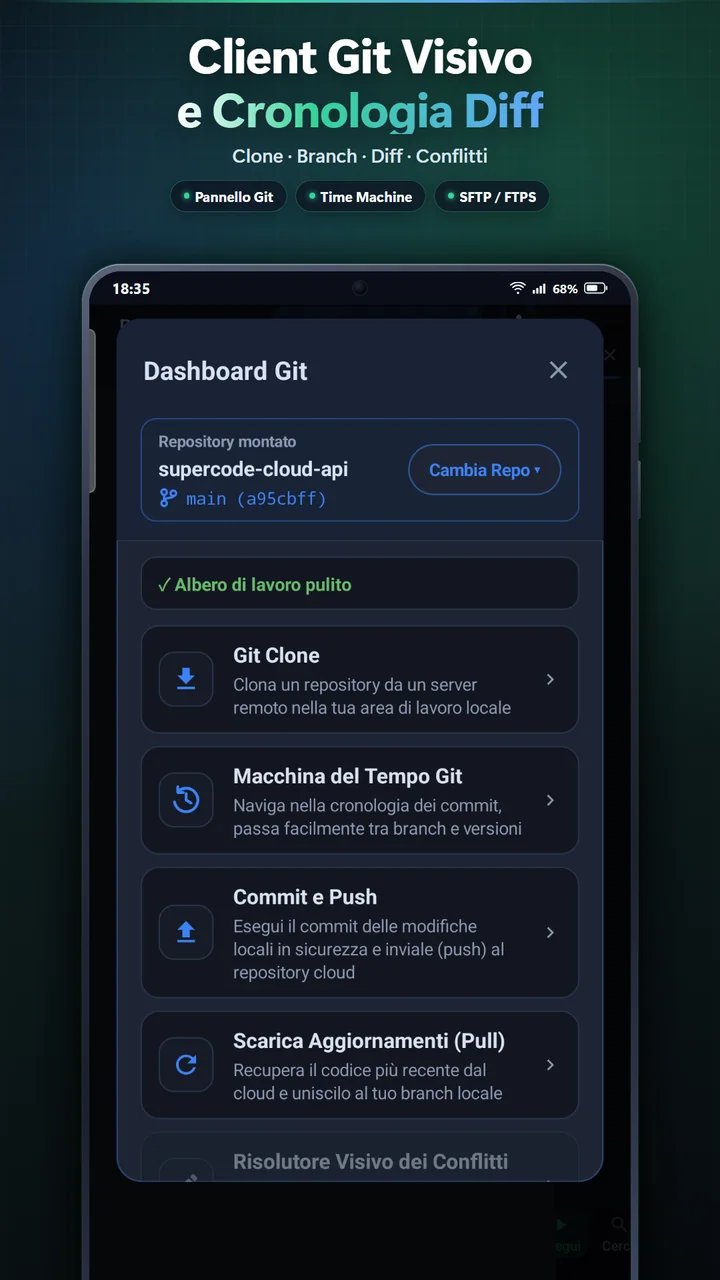 Client Git Visivo
e Cronologia Diff
Clone · Branch · Diff · Conflitti
Pannello Git
Time Machine
SFTP / FTPS
18:35
68%
Dashboard Git
Repository montato
supercode-cloud-api
main (a95cbff)
Cambia Repo ▾
✓ Albero di lavoro pulito
Git Clone
Clona un repository da un server
remoto nella tua area di lavoro locale
Macchina del Tempo Git
Naviga nella cronologia dei commit,
passa facilmente tra branch e versioni
Commit e Push
Esegui il commit delle modifiche
locali in sicurezza e inviale (push) al
repository cloud
Scarica Aggiornamenti (Pull)
Recupera il codice più recente dal
cloud e uniscilo al tuo branch locale
Risolutore Visivo dei Conflitti